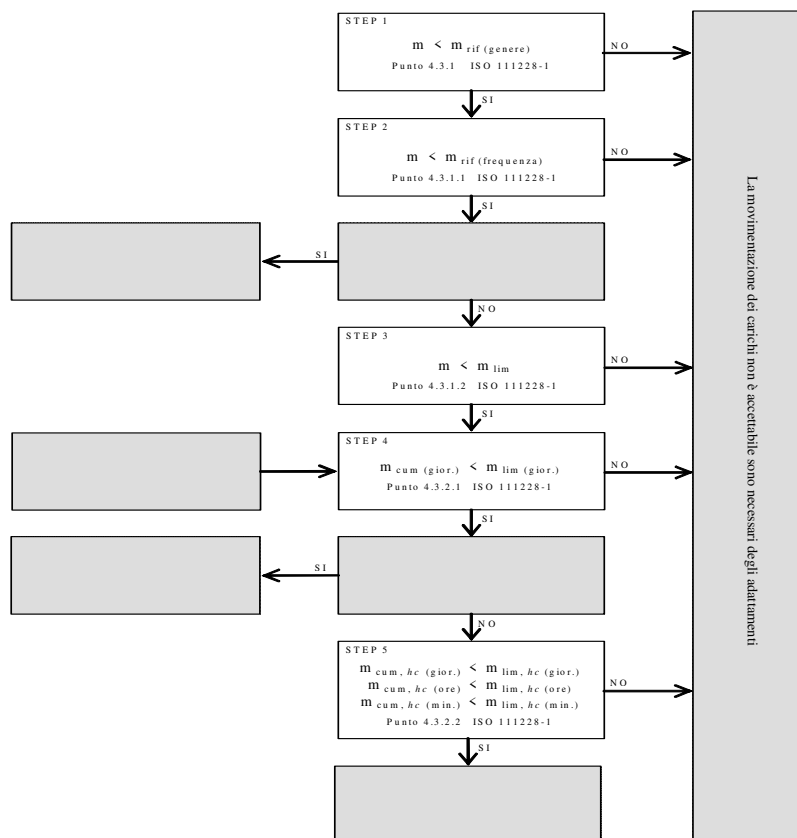 STEP 1
m < m rif (genere)
Punto 4.3.1 ISO 111228-1
NO
SI
STEP 2
m < m rif (frequenza)
Punto 4.3.1.1 ISO 111228-1
NO
SI
SI
NO
STEP 3
m < m lim
Punto 4.3.1.2 ISO 111228-1
NO
SI
STEP 4
m cum (gior.) < m lim (gior.)
Punto 4.3.2.1 ISO 111228-1
NO
SI
SI
NO
STEP 5
m cum, hc (gior.) < m lim, hc (gior.)
m cum, hc (ore) < m lim, hc (ore)
m cum, hc (min.) < m lim, hc (min.)
Punto 4.3.2.2 ISO 111228-1
NO
SI
La movimentazione dei carichi non è accettabile sono necessari degli adattamenti